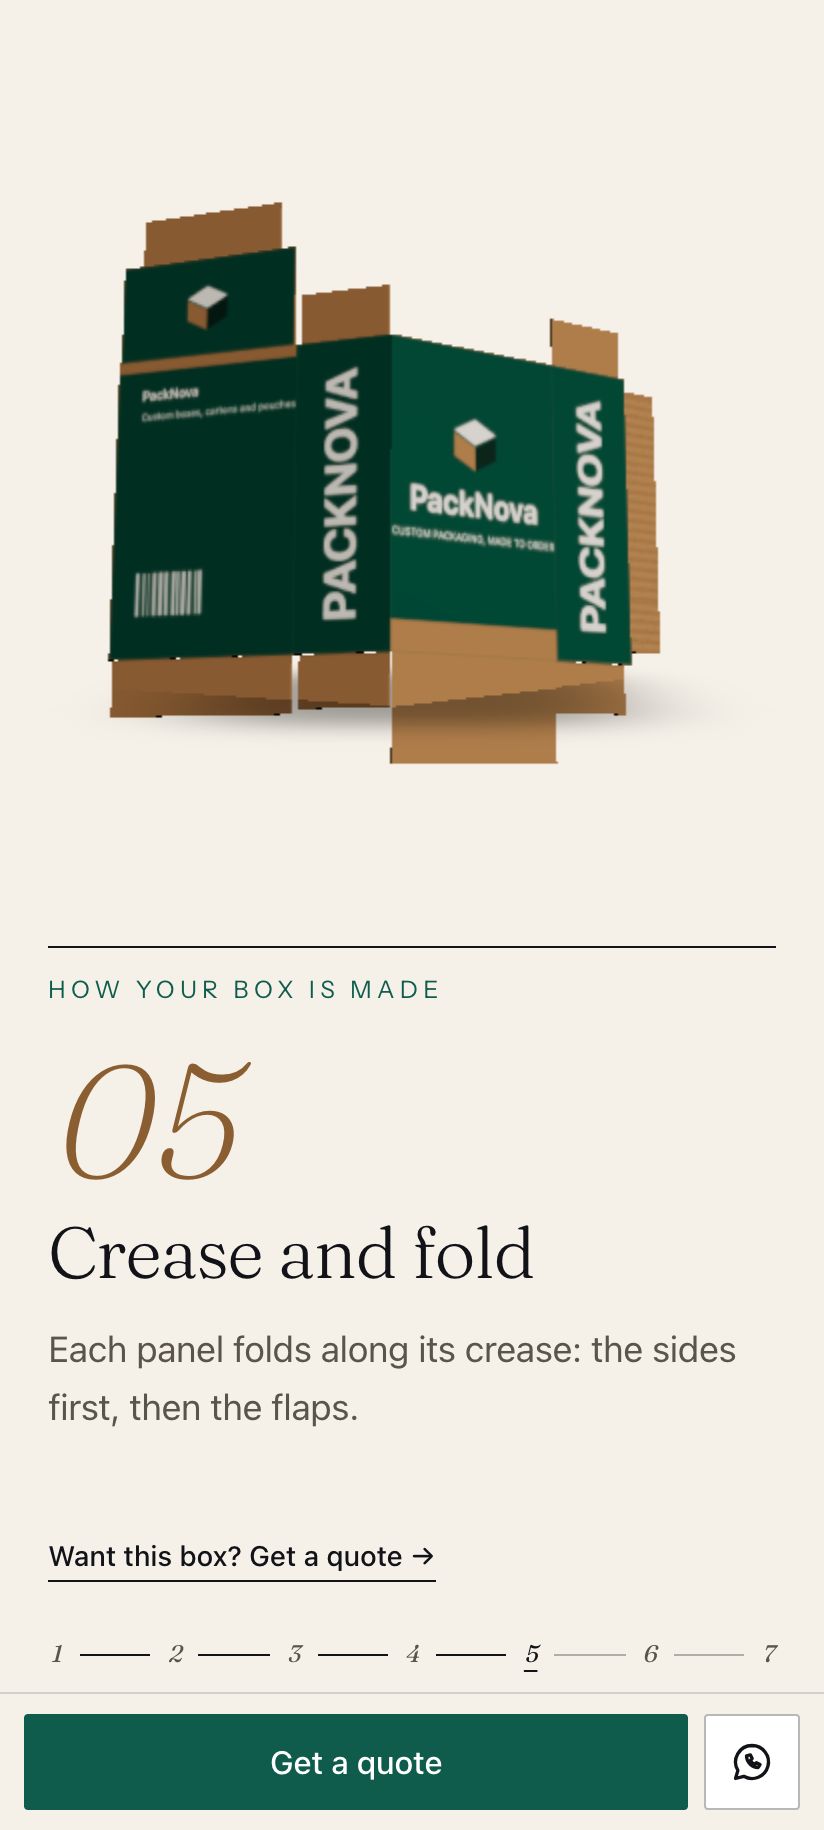 PackNova
Custom boxes, cartons and pouches
PACKNOVA
PackNova
CUSTOM PACKAGING, MADE TO ORDER
PACKNOVA
HOW YOUR BOX IS MADE
05
Crease and fold
Each panel folds along its crease: the sides
first, then the flaps.
Want this box? Get a quote →
1 2 3 4 5 6 7
Get a quote